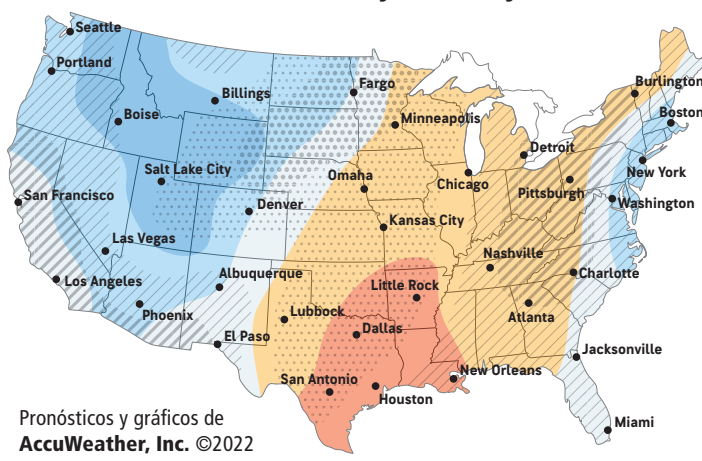 Seattle
Portland
Billings
Fargo
Burlington
Boise
Minneapolis
Boston
Detroit
Salt Lake City
Omaha
Chicago
New York
Pittsburgh
San Francisco
Denver
Washington
Kansas City
Las Vegas
Nashville
Los Angeles
Albuquerque
Charlotte
Little Rock
Phoenix
Lubbock
Atlanta
El Paso
Dallas
Jacksonville
San Antonio
New Orleans
Houston
Pronósticos y gráficos de
Miami
AccuWeather, Inc. ©2022